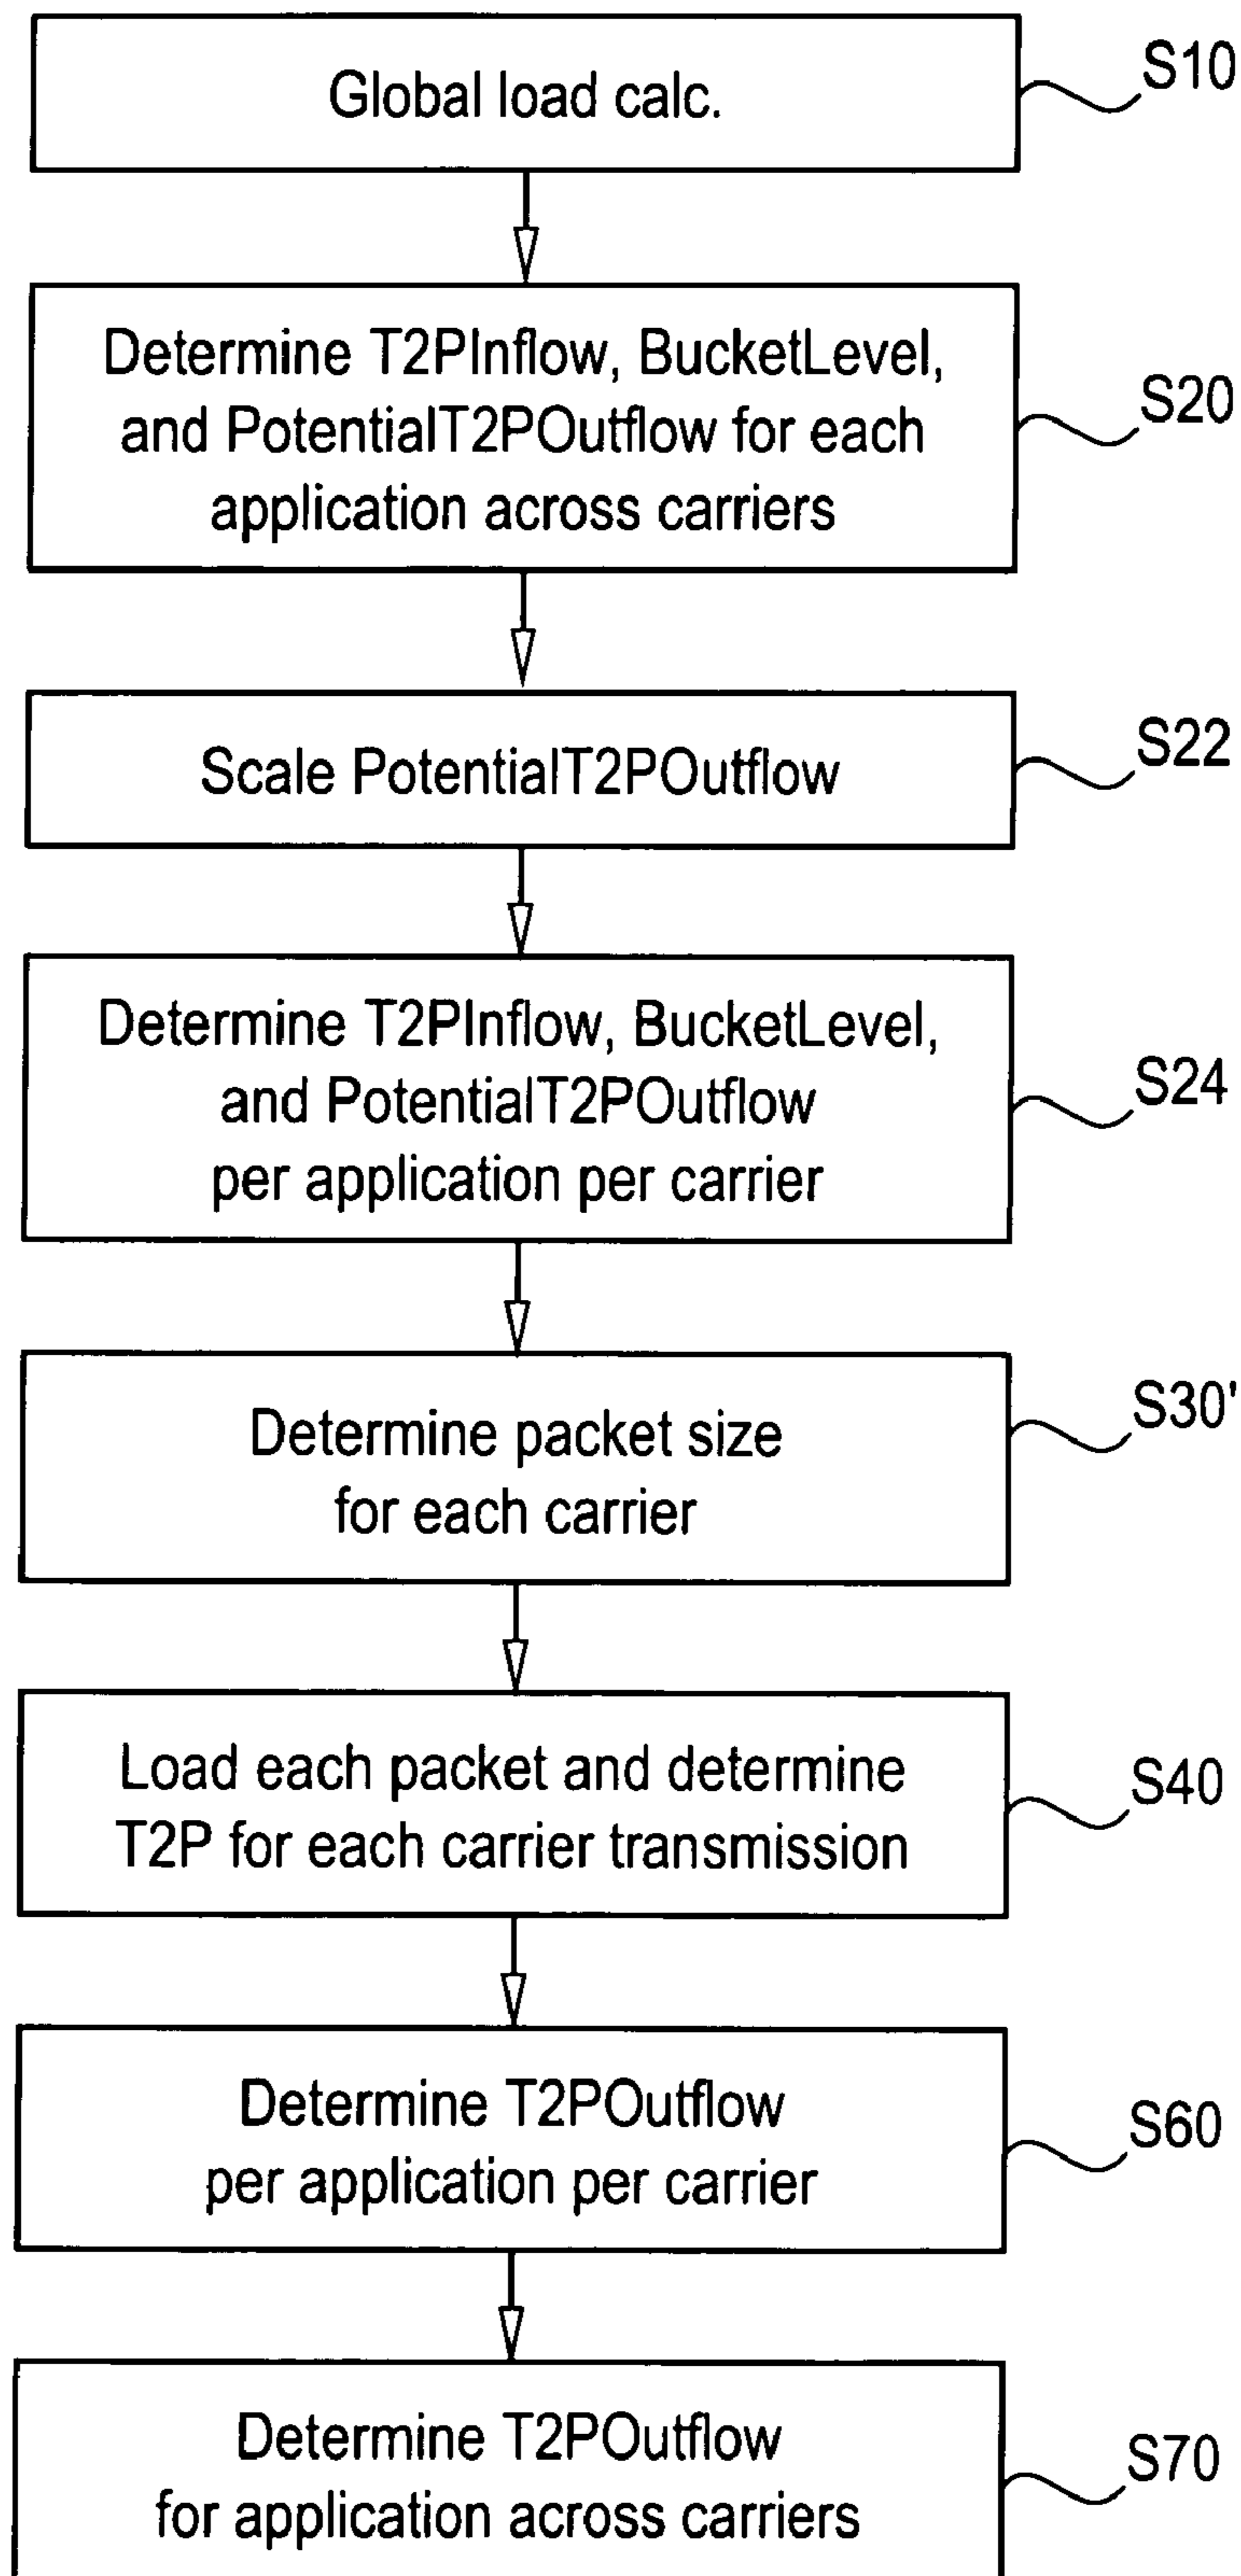 Global load calc.
S10
Determine T2PInflow, BucketLevel,
and PotentialT2POutflow for each
application across carriers
S20
Scale PotentialT2POutflow
S22
Determine T2PInflow, BucketLevel,
and PotentialT2POutflow
per application per carrier
S24
Determine packet size
for each carrier
S30'
Load each packet and determine
T2P for each carrier transmission
S40
Determine T2POutflow
per application per carrier
S60
Determine T2POutflow
for application across carriers
S70